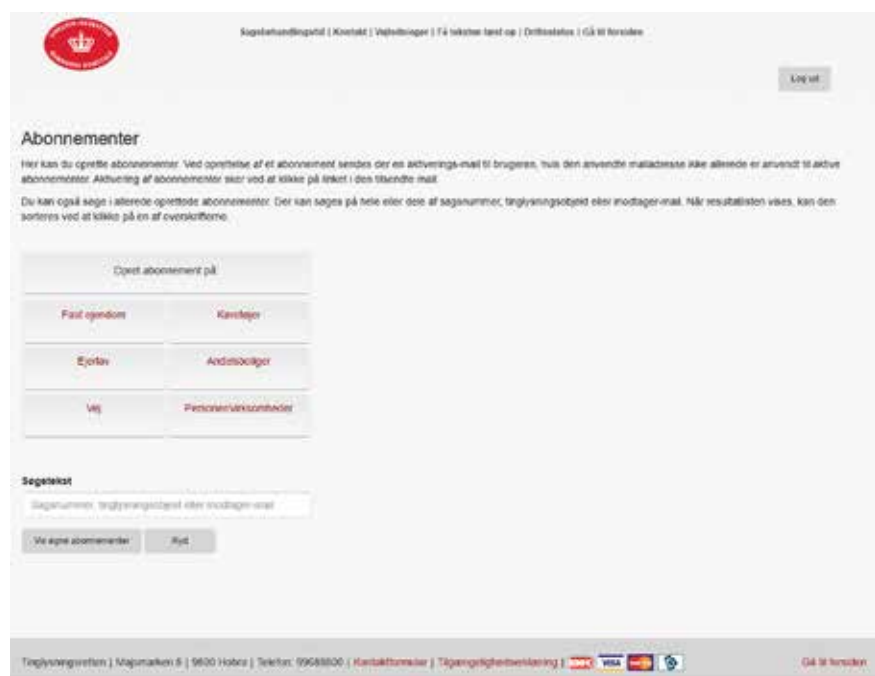 Sagsbehandlingstid | Kontakt | Vejledninger | Få teksten læst op | Driftsstatus | Gå til forsiden
Log ud
Abonnementer
Her kan du oprette abonnementer. Ved oprettelse af et abonnement sendes der en aktiverings-mail til brugeren, hvis den anvendte mailadresse ikke allerede er anvendt til aktive
abonnementer. Aktivering af abonnementer sker ved at klikke på linket i den tilsendte mail.
Du kan også søge i allerede oprettede abonnementer. Der kan søges på hele eller dele af sagsnummer, tinglysningsobjekt eller modtager-mail. Når resultatlisten vises, kan den
sorteres ved at klikke på en af overskrifterne.
Opret abonnement på:
Fast ejendom
Køretøjer
Ejerlav
Andelsboliger
Vej
Personer/virksomheder
Søgetekst
Sagsnummer, tinglysningsobjekt eller modtager-mail
Vis egne abonnementer
Ryd
Tinglysningsretten | Majsmarken 5 | 9500 Hobro | Telefon: 99688500 | Kontaktformular | Tilgængelighedserklæring |
VISA
Gå til forsiden